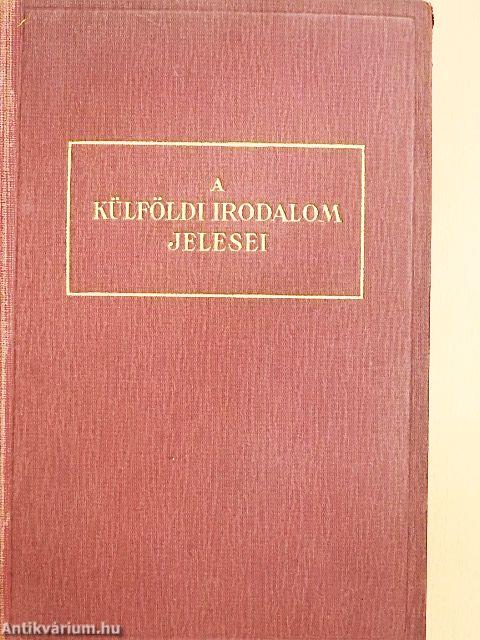 A
KÜLFÖLDI IRODALOM
JELESEI
Antikvárium.hu